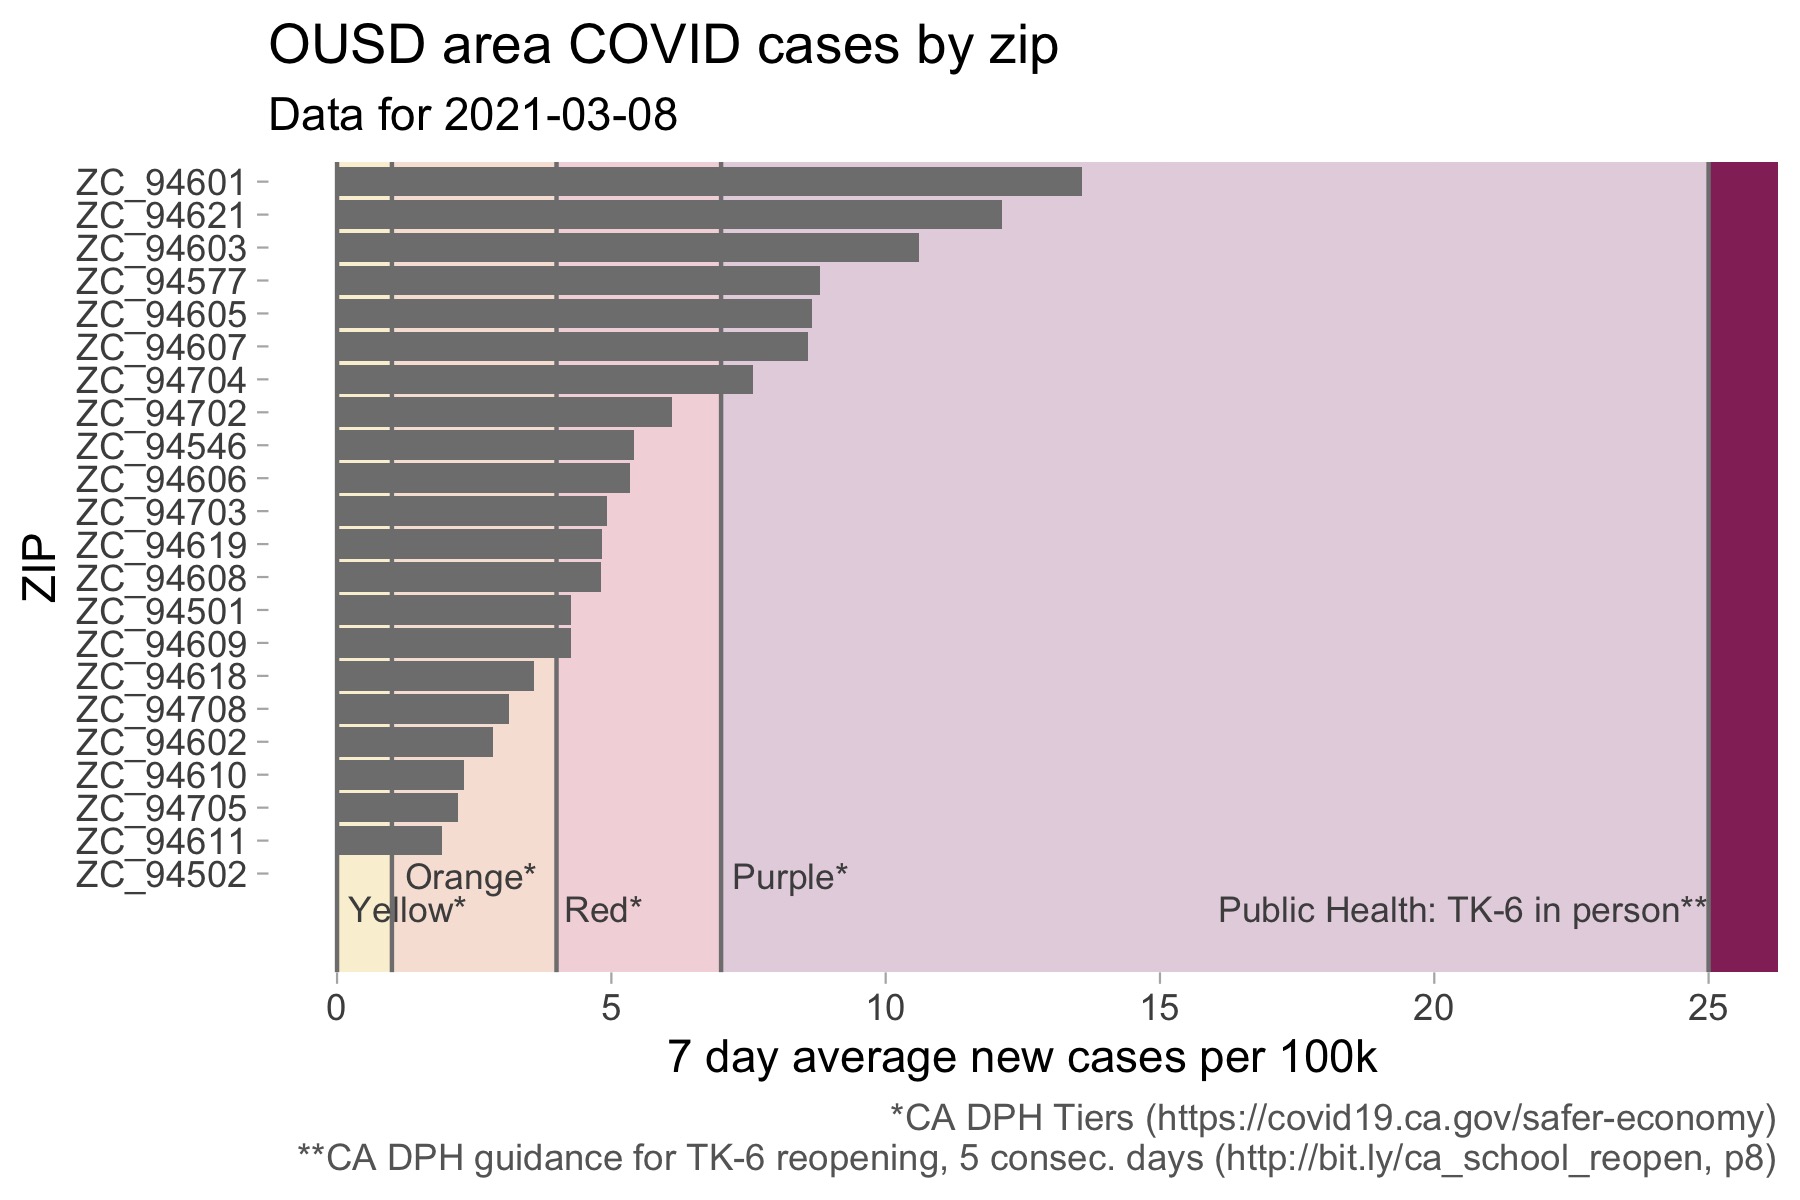 OUSD area COVID cases by zip
Data for 2021-03-08
ZIP
ZC_94601
ZC_94621
ZC_94603
ZC_94577
ZC_94605
ZC_94607
ZC_94704
ZC_94702
ZC_94546
ZC_94606
ZC_94703
ZC_94619
ZC_94608
ZC_94501
ZC_94609
ZC_94618
ZC_94708
ZC_94602
ZC_94610
ZC_94705
ZC_94611
ZC_94502
Orange* Purple*
Yellow* Red* Public Health: TK-6 in person**
0 5 10 15 20 25
7 day average new cases per 100k
*CA DPH Tiers (https://covid19.ca.gov/safer-economy)
**CA DPH guidance for TK-6 reopening, 5 consec. days (http://bit.ly/ca_school_reopen, p8)